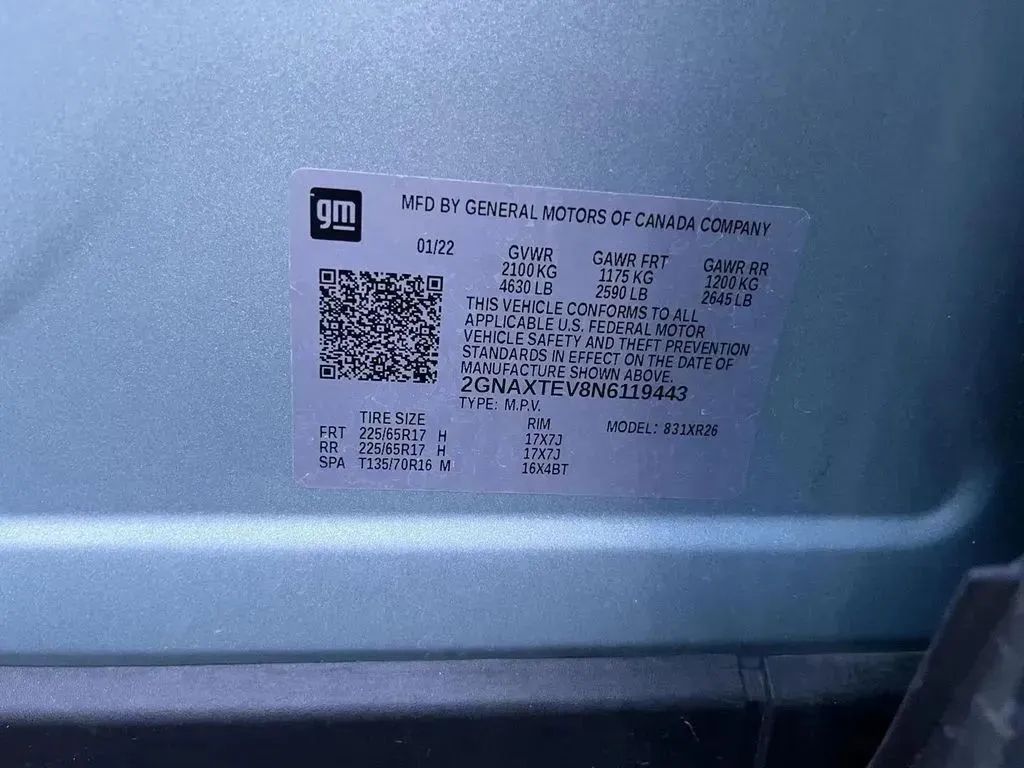 gm
MFD BY GENERAL MOTORS OF CANADA COMPANY
01/22 GVWR GAWR FRT GAWR RR
2100 KG 1175 KG 1200 KG
4630 LB 2590 LB 2645 LB
THIS VEHICLE CONFORMS TO ALL
APPLICABLE U.S. FEDERAL MOTOR
VEHICLE SAFETY AND THEFT PREVENTION
STANDARDS IN EFFECT ON THE DATE OF
MANUFACTURE SHOWN ABOVE.
2GNAXTEV8N6119443
TYPE: M.P.V.
TIRE SIZE RIM MODEL: 831XR26
FRT 225/65R17 H 17X7J
RR 225/65R17 H 17X7J
SPA T135/70R16 M 16X4BT